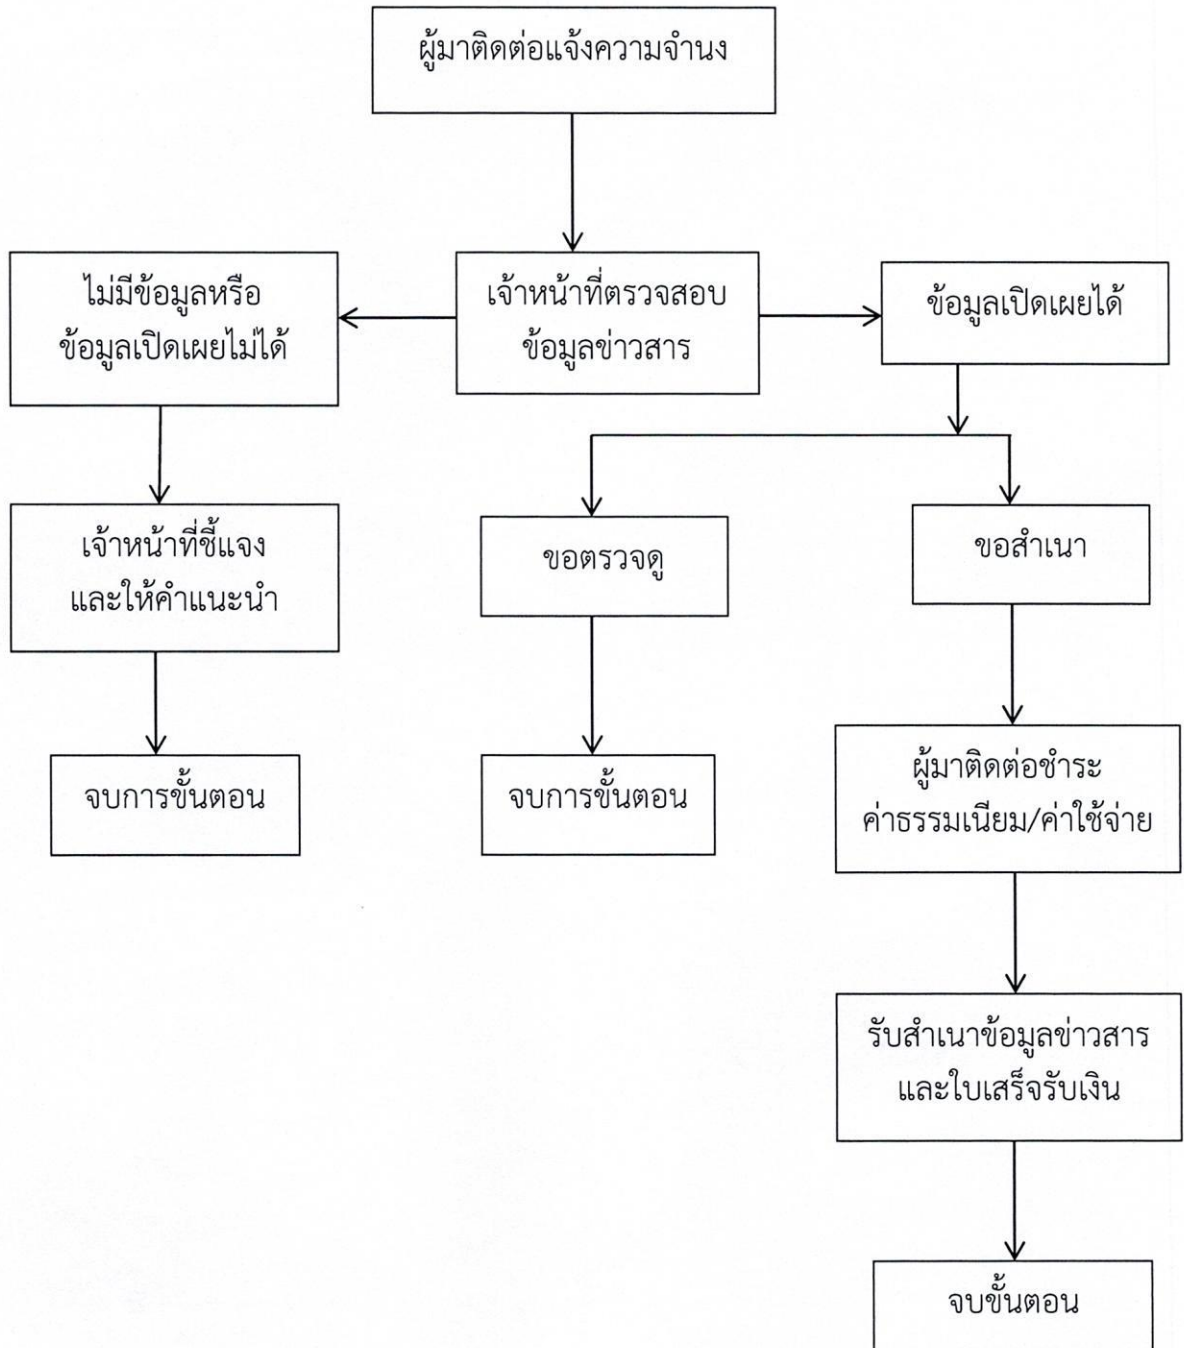 ผู้มาติดต่อแจ้งความจำนง
ไม่มีข้อมูลหรือ
ข้อมูลเปิดเผยไม่ได้
เจ้าหน้าที่ตรวจสอบ
ข้อมูลข่าวสาร
ข้อมูลเปิดเผยได้
เจ้าหน้าที่ชี้แจง
และให้คำแนะนำ
ขอตรวจดู
ขอสำเนา
จบการขั้นตอน
จบการขั้นตอน
ผู้มาติดต่อชำระ
ค่าธรรมเนียม/ค่าใช้จ่าย
รับสำเนาข้อมูลข่าวสาร
และใบเสร็จรับเงิน
จบขั้นตอน